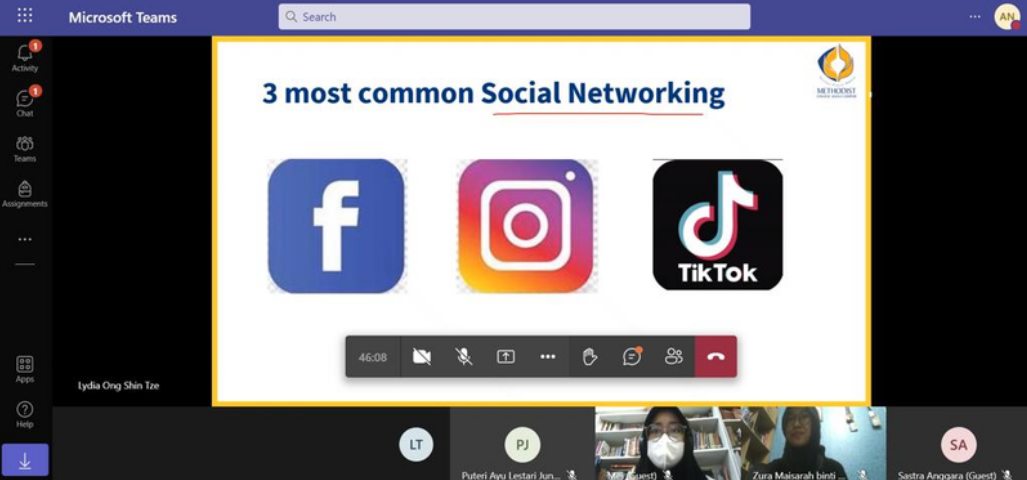 Microsoft Teams
Search
AN
1
Activity
1
Chat
Teams
Assignments
Apps
Help
3 most common Social Networking
METHODIST
f
TikTok
46:08
Lydia Ong Shin Tze
LT
PJ
SA
Puteri Ayu Lestari Jun...
Zura Maisarah binti ...
Sastra Anggara (Guest)